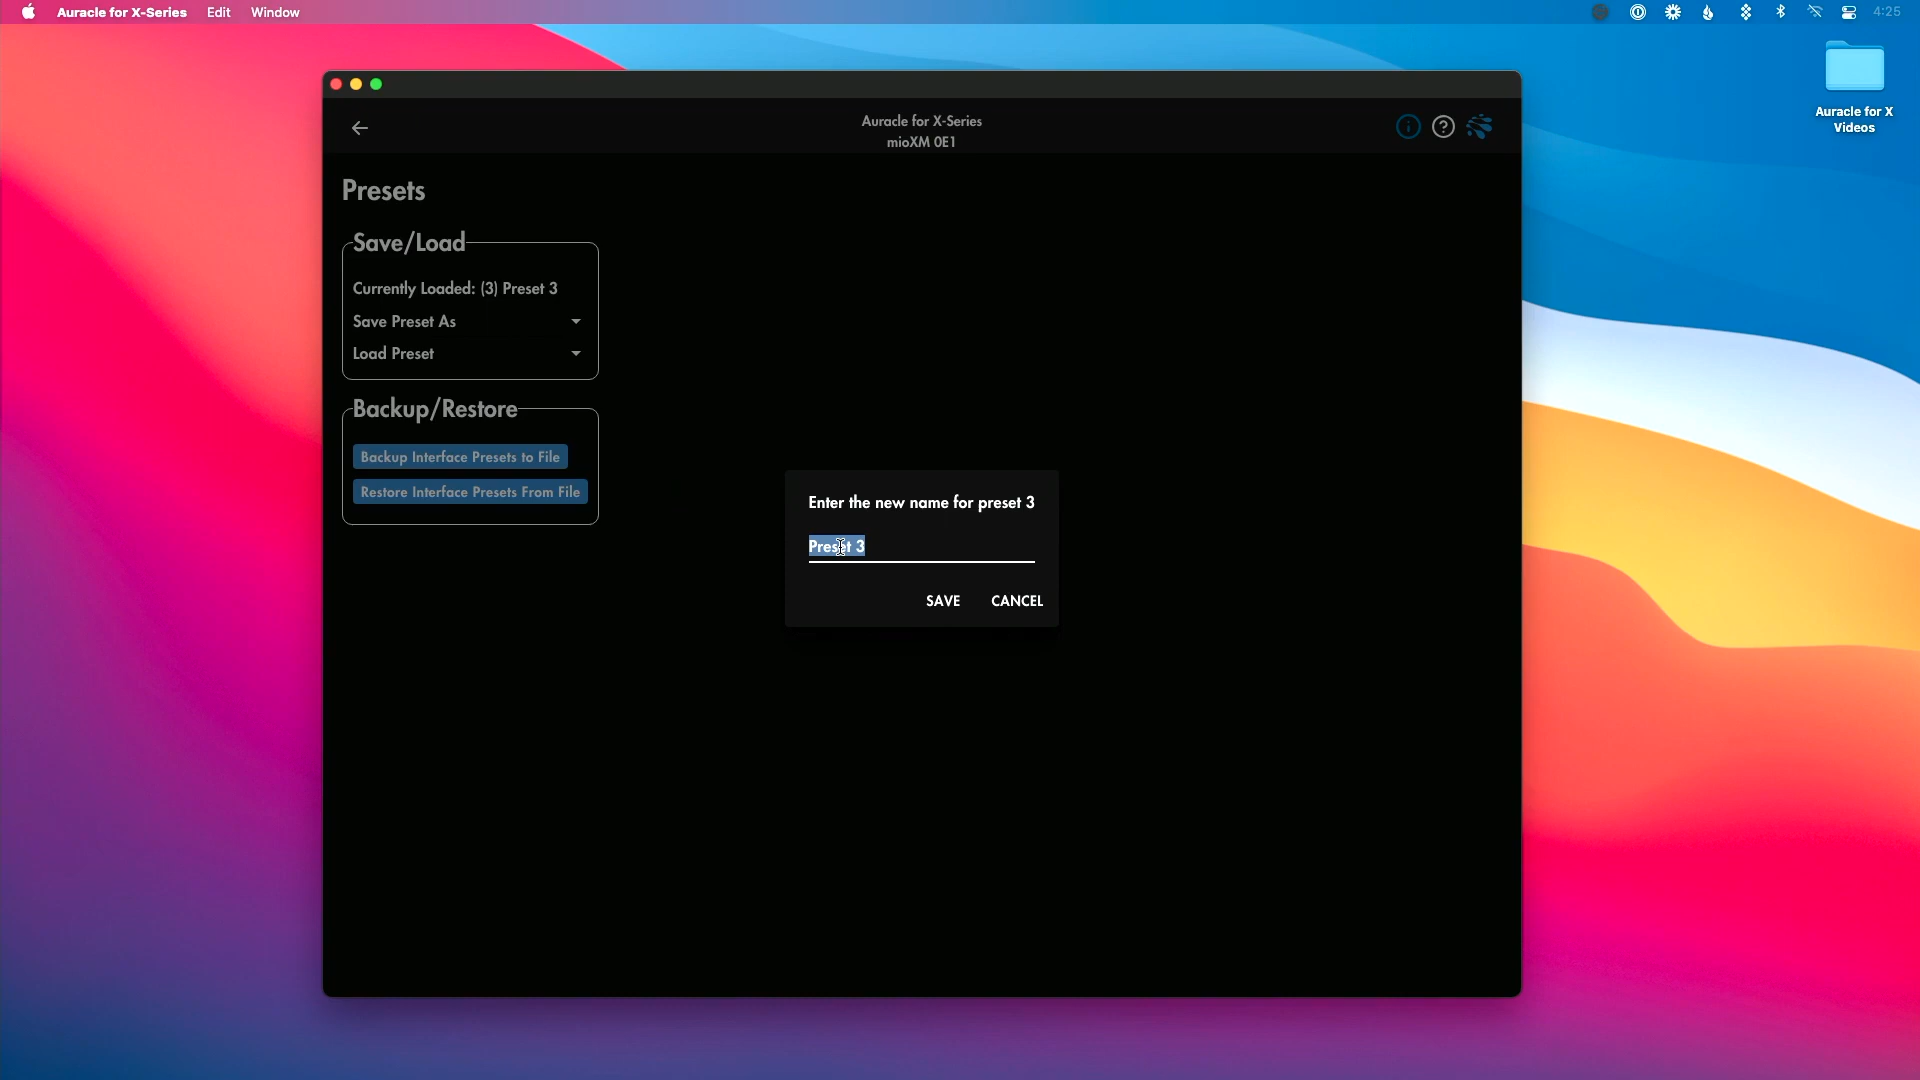 Auracle for X-Series Edit Window 4:25
Auracle for X
Videos
Auracle for X-Series
mioXM 0E1
Presets
Save/Load
Currently Loaded: (3) Preset 3
Save Preset As
Load Preset
Backup/Restore
Backup Interface Presets to File
Restore Interface Presets From File
Enter the new name for preset 3
Preset 3
SAVE CANCEL